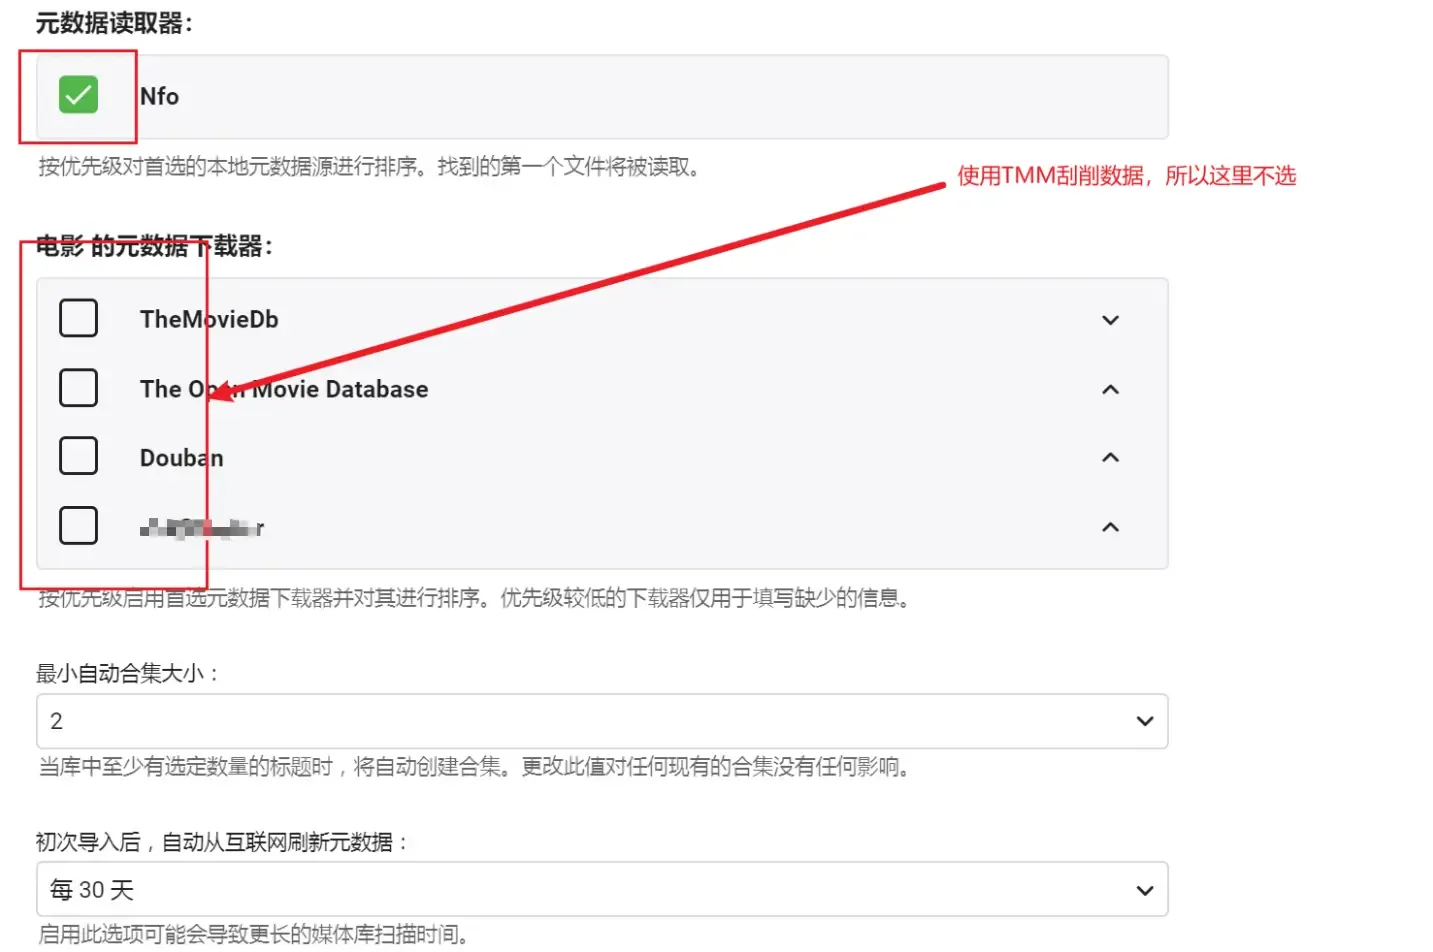 元数据读取器：
Nfo
按优先级对首选的本地元数据源进行排序。找到的第一个文件将被读取。
使用TMM刮削数据，所以这里不选
电影 的元数据下载器：
TheMovieDb
The Open Movie Database
Douban
按优先级启用首选元数据下载器并对其进行排序。优先级较低的下载器仅用于填写缺少的信息。
最小自动合集大小：
2
当库中至少有选定数量的标题时，将自动创建合集。更改此值对任何现有的合集没有任何影响。
初次导入后，自动从互联网刷新元数据：
每 30 天
启用此选项可能会导致更长的媒体库扫描时间。